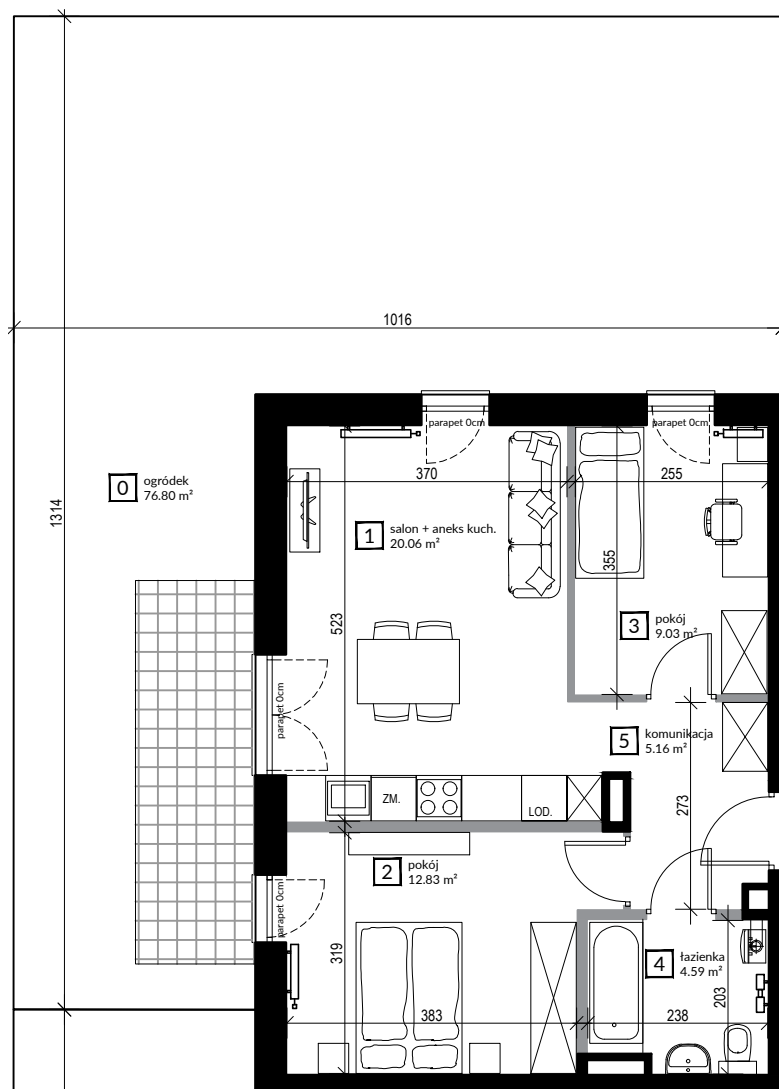 1016
parapet 0cm
parapet 0cm
370
255
0
ogródek
76.80 m²
1314
1
salon + aneks kuch.
20.06 m²
355
523
3
pokój
9.03 m²
parapet 0cm
5
komunikacja
5.16 m²
ZM.
LOD.
273
2
pokój
12.83 m²
parapet 0cm
319
4
łazienka
4.59 m²
203
383
238